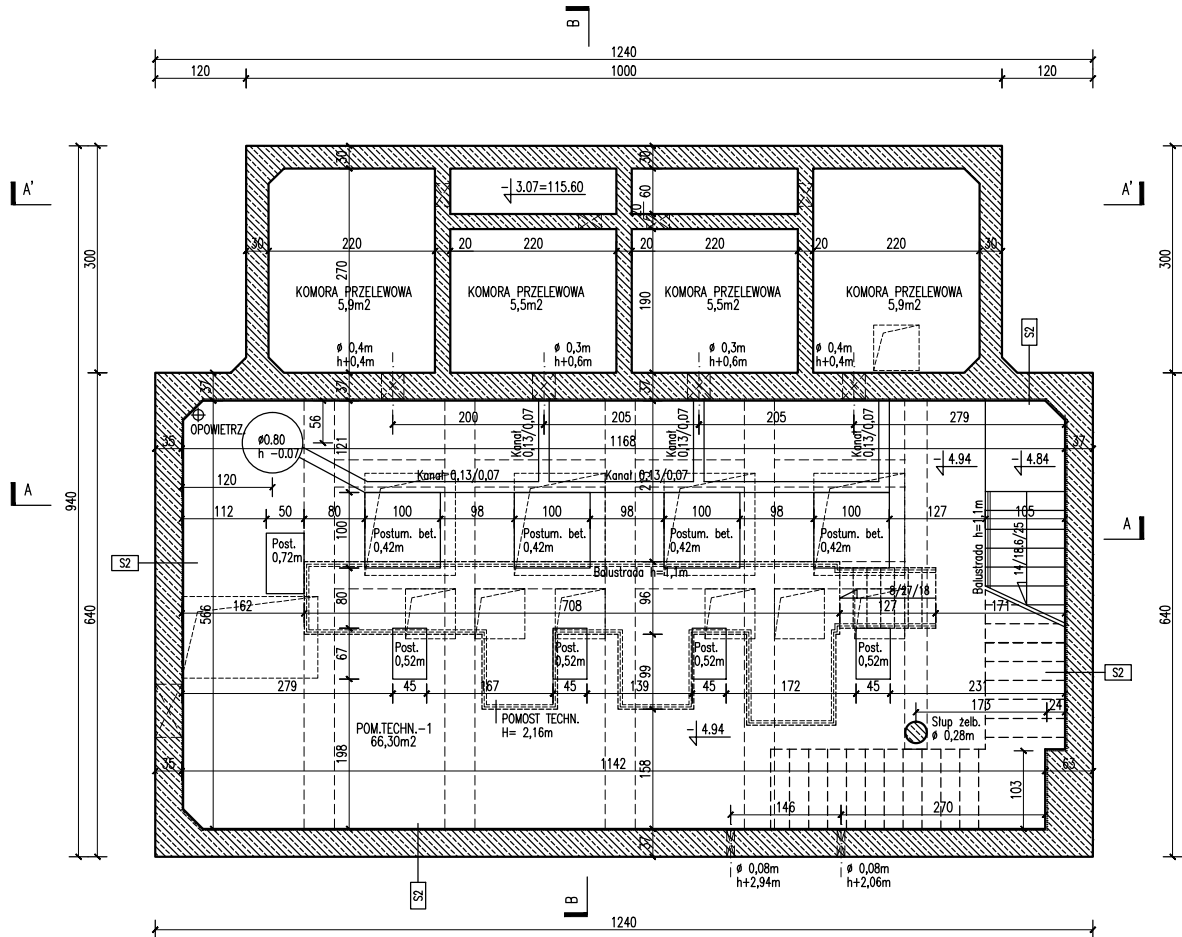 B
1240
120
1000
120
A'
A'
30
30
- 3.07=115.60
60
20
300
300
30
220
20
220
20
220
20
220
30
270
190
KOMORA PRZELEWOWA
5,9m2
KOMORA PRZELEWOWA
5,5m2
KOMORA PRZELEWOWA
5,5m2
KOMORA PRZELEWOWA
5,9m2
S2
ø 0,4m
h+0,4m
ø 0,3m
h+0,6m
ø 0,3m
h+0,6m
ø 0,4m
h+0,4m
37
37
37
OPOWIETRZ.
56
200
205
205
279
Kanał
0,13/0,07
Kanał
0,13/0,07
Kanał
0,13/0,07
35
ø0.80
h -0.07
121
1168
37
- 4.94
- 4.84
Kanał 0,13/0,07
Kanał 0,13/0,07
A
120
940
112
50
80
100
98
100
98
100
98
100
127
105
A
100
Post.
0,72m
Postum. bet.
0,42m
Postum. bet.
0,42m
Postum. bet.
0,42m
Postum. bet.
0,42m
Balustrada h=1,1m
14/18.6/25
S2
Balustrada h=1,1m
8/27/18
586
162
80
708
96
127
171
640
640
67
Post.
0,52m
Post.
0,52m
Post.
0,52m
Post.
0,52m
S2
279
45
167
45
139
99
45
172
45
231
173
24
POM.TECHN.-1
66,30m2
POMOST TECHN.
H= 2,16m
- 4.94
Słup żelb.
ø 0,28m
198
35
1142
158
63
103
146
270
37
ø 0,08m
h+2,94m
ø 0,08m
h+2,06m
S2
B
1240